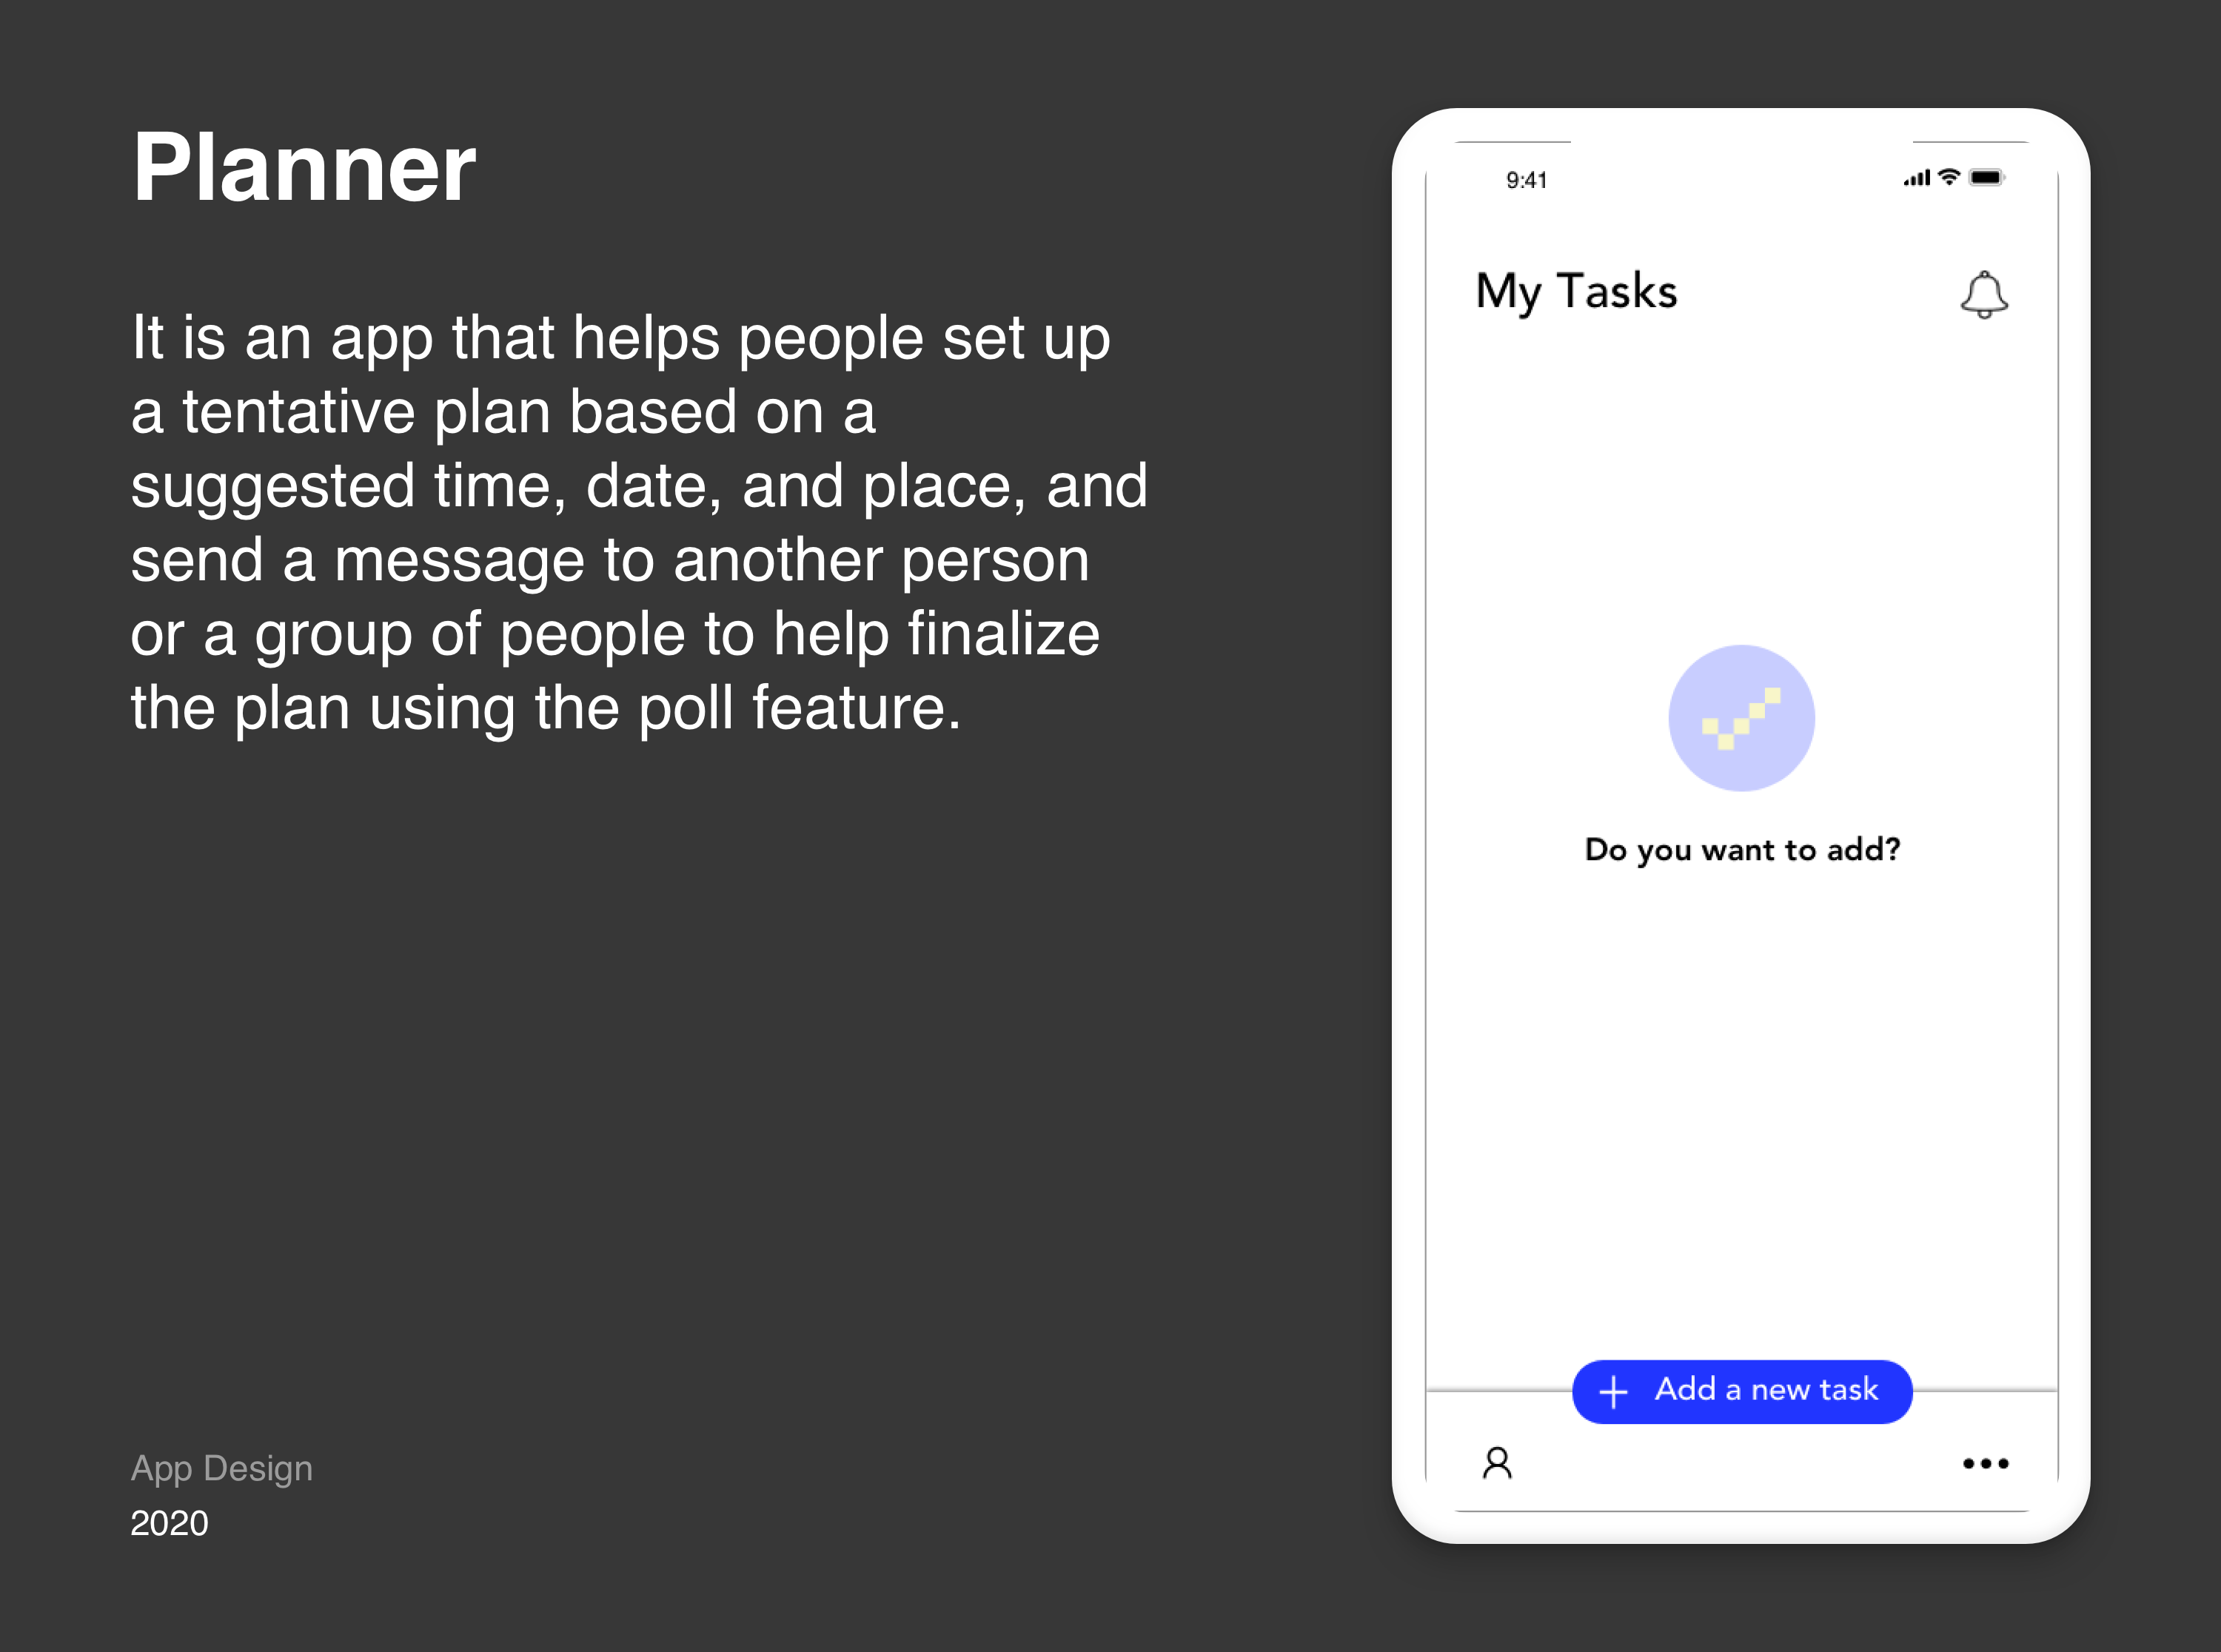 Planner
It is an app that helps people set up
a tentative plan based on a
suggested time, date, and place, and
send a message to another person
or a group of people to help finalize
the plan using the poll feature.
App Design
2020
9:41
My Tasks
Do you want to add?
Add a new task